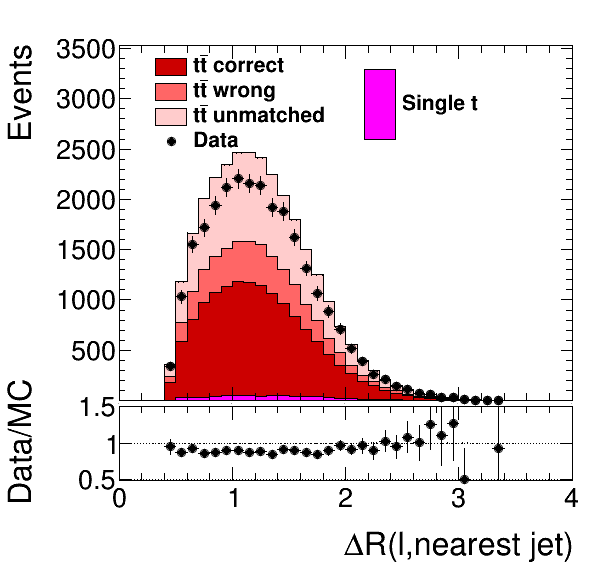 Events
3500
3000
2500
2000
1500
1000
500
tt̄ correct
tt̄ wrong
tt̄ unmatched
Data
Single t
Data/MC
1.5
1
0.5
0 1 2 3 4
ΔR(l,nearest jet)